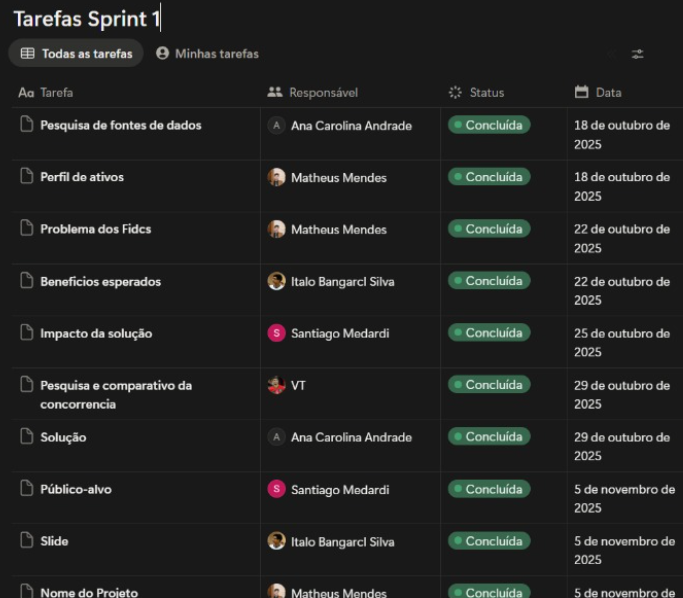 Tarefas Sprint 1
Todas as tarefas Minhas tarefas
Aa Tarefa Responsável Status Data
Pesquisa de fontes de dados A Ana Carolina Andrade Concluída 18 de outubro de
2025
Perfil de ativos Matheus Mendes Concluída 18 de outubro de
2025
Problema dos Fidcs Matheus Mendes Concluída 22 de outubro de
2025
Beneficios esperados Italo Bangarcl Silva Concluída 22 de outubro de
2025
Impacto da solução S Santiago Medardi Concluída 25 de outubro de
2025
Pesquisa e comparativo da VT Concluída 29 de outubro de
concorrencia 2025
Solução A Ana Carolina Andrade Concluída 29 de outubro de
2025
Público-alvo S Santiago Medardi Concluída 5 de novembro de
2025
Slide Italo Bangarcl Silva Concluída 5 de novembro de
2025
Nome do Projeto Matheus Mendes Concluída 5 de novembro de